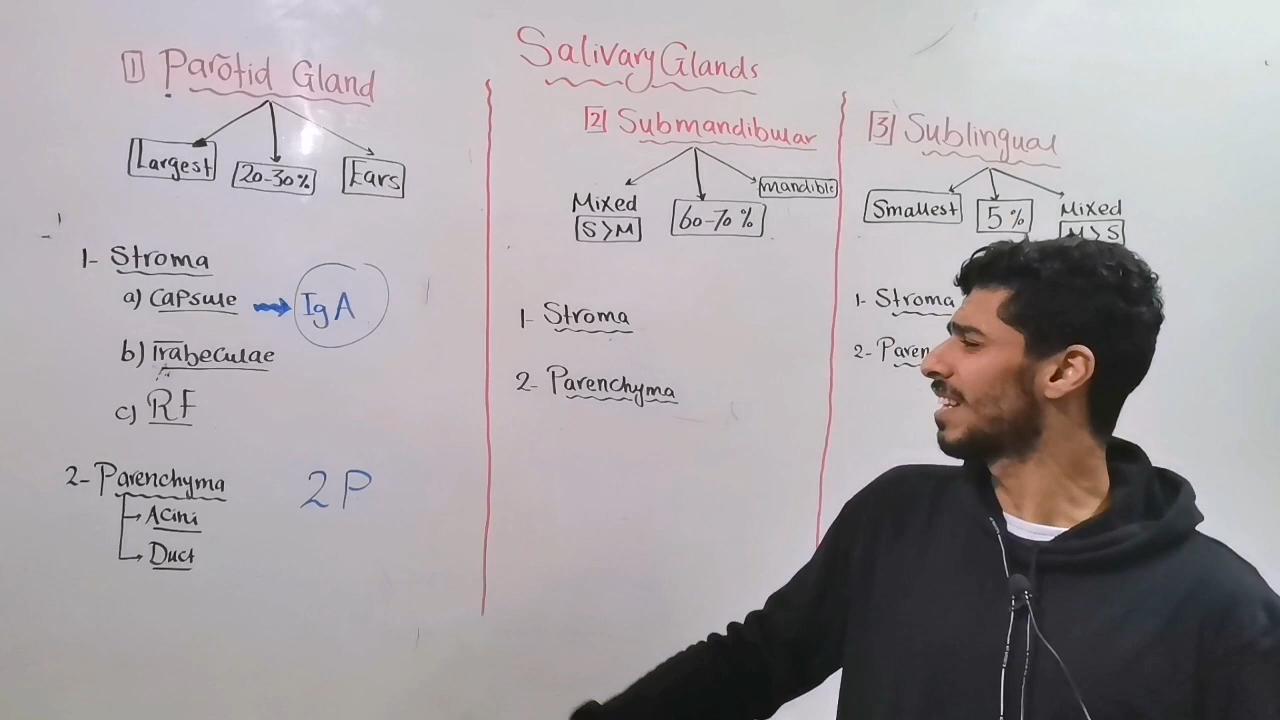 Salivary Glands
1 Parotid Gland
Largest
20-30%
Ears
1- Stroma
a) Capsule → IgA
b) Trabeculae
c) RF
2- Parenchyma 2P
→ Acini
→ Duct
2 Submandibular
Mixed
S>M
60-70%
mandible
1- Stroma
2- Parenchyma
3 Sublingual
Smallest
5%
Mixed
M>S
1- Stroma
2- Paren